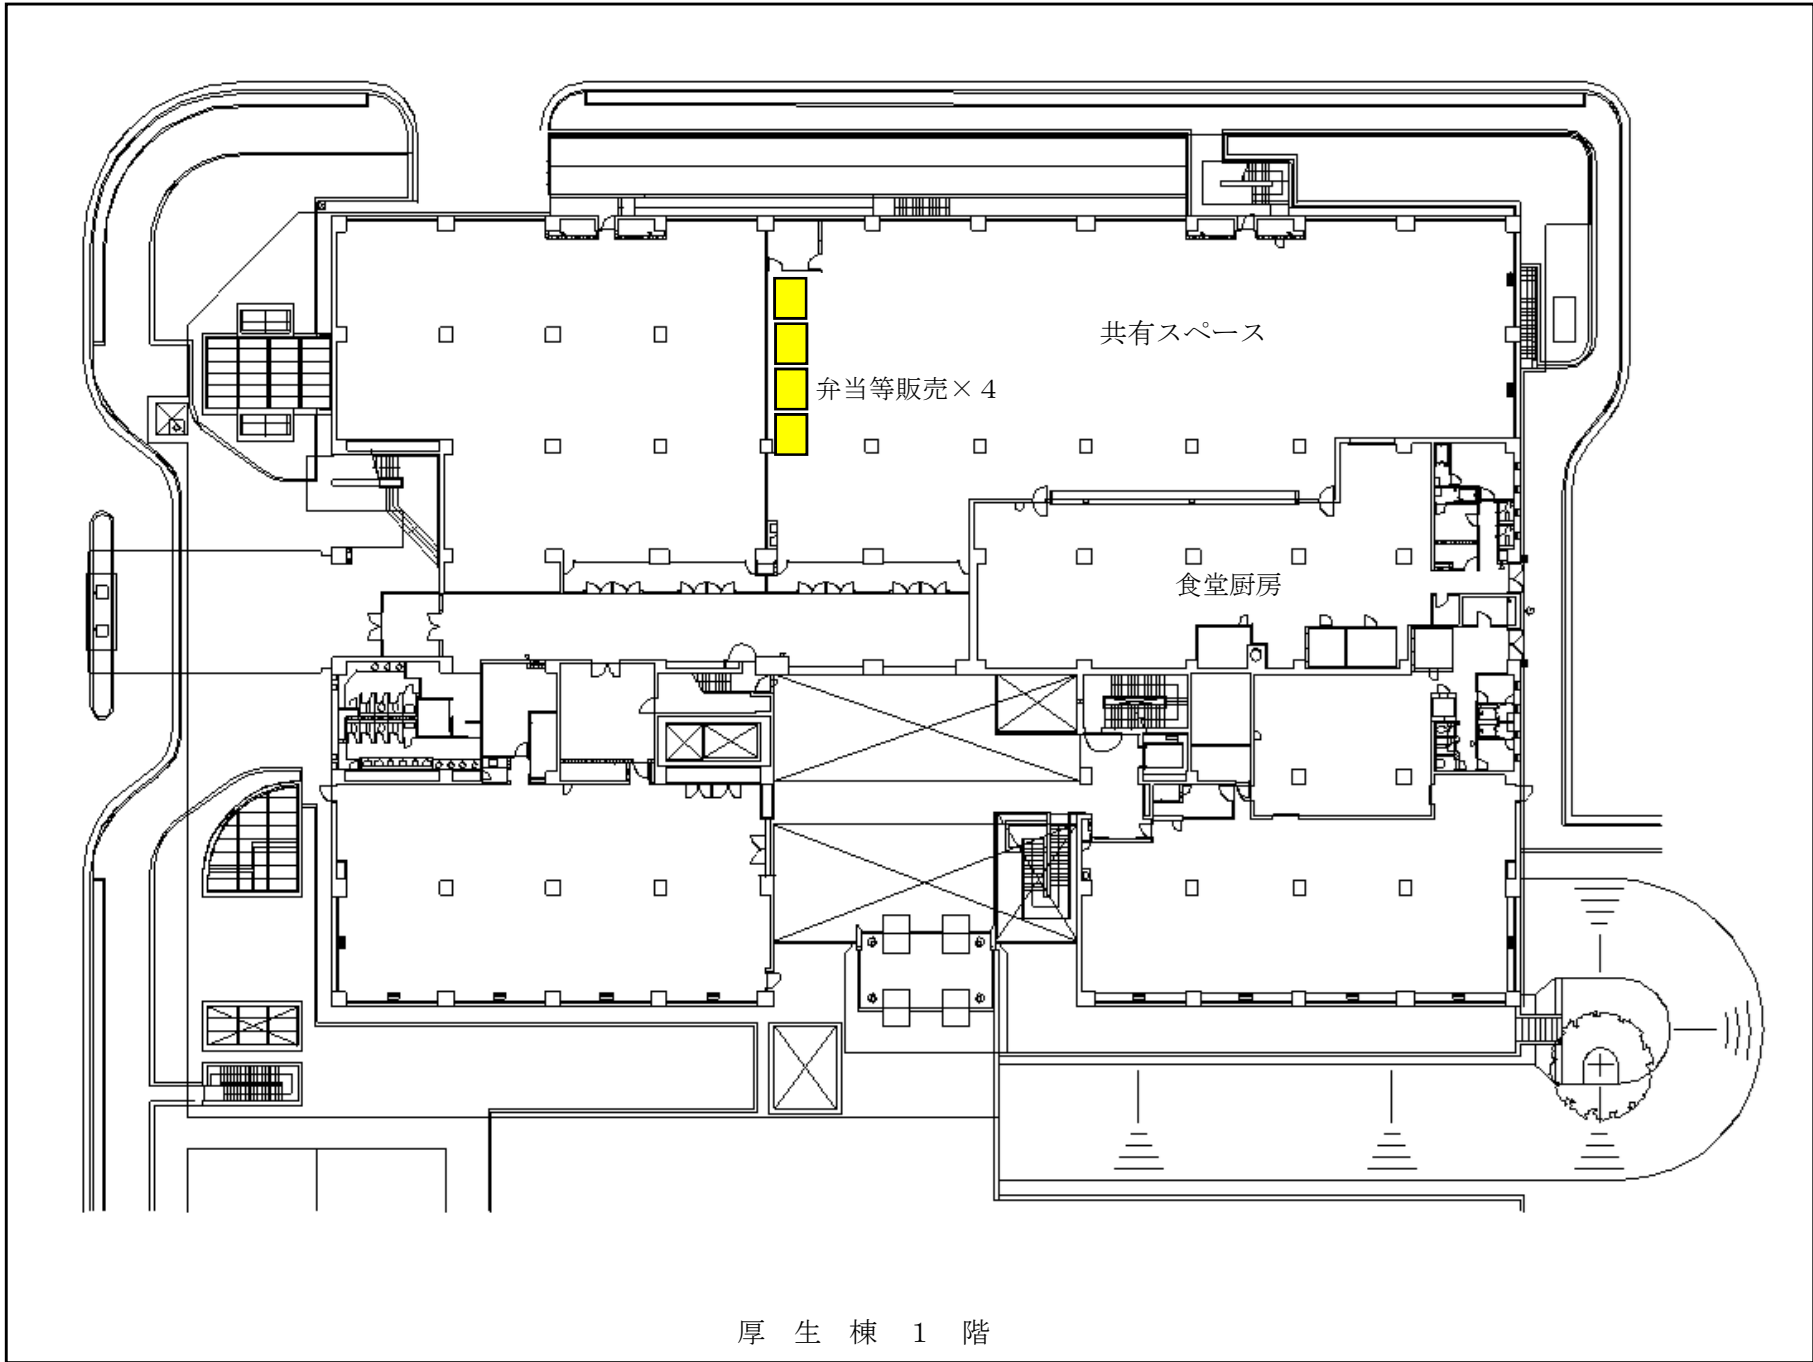 共有スペース
弁当等販売×４
食堂厨房
厚　生　棟　１　階